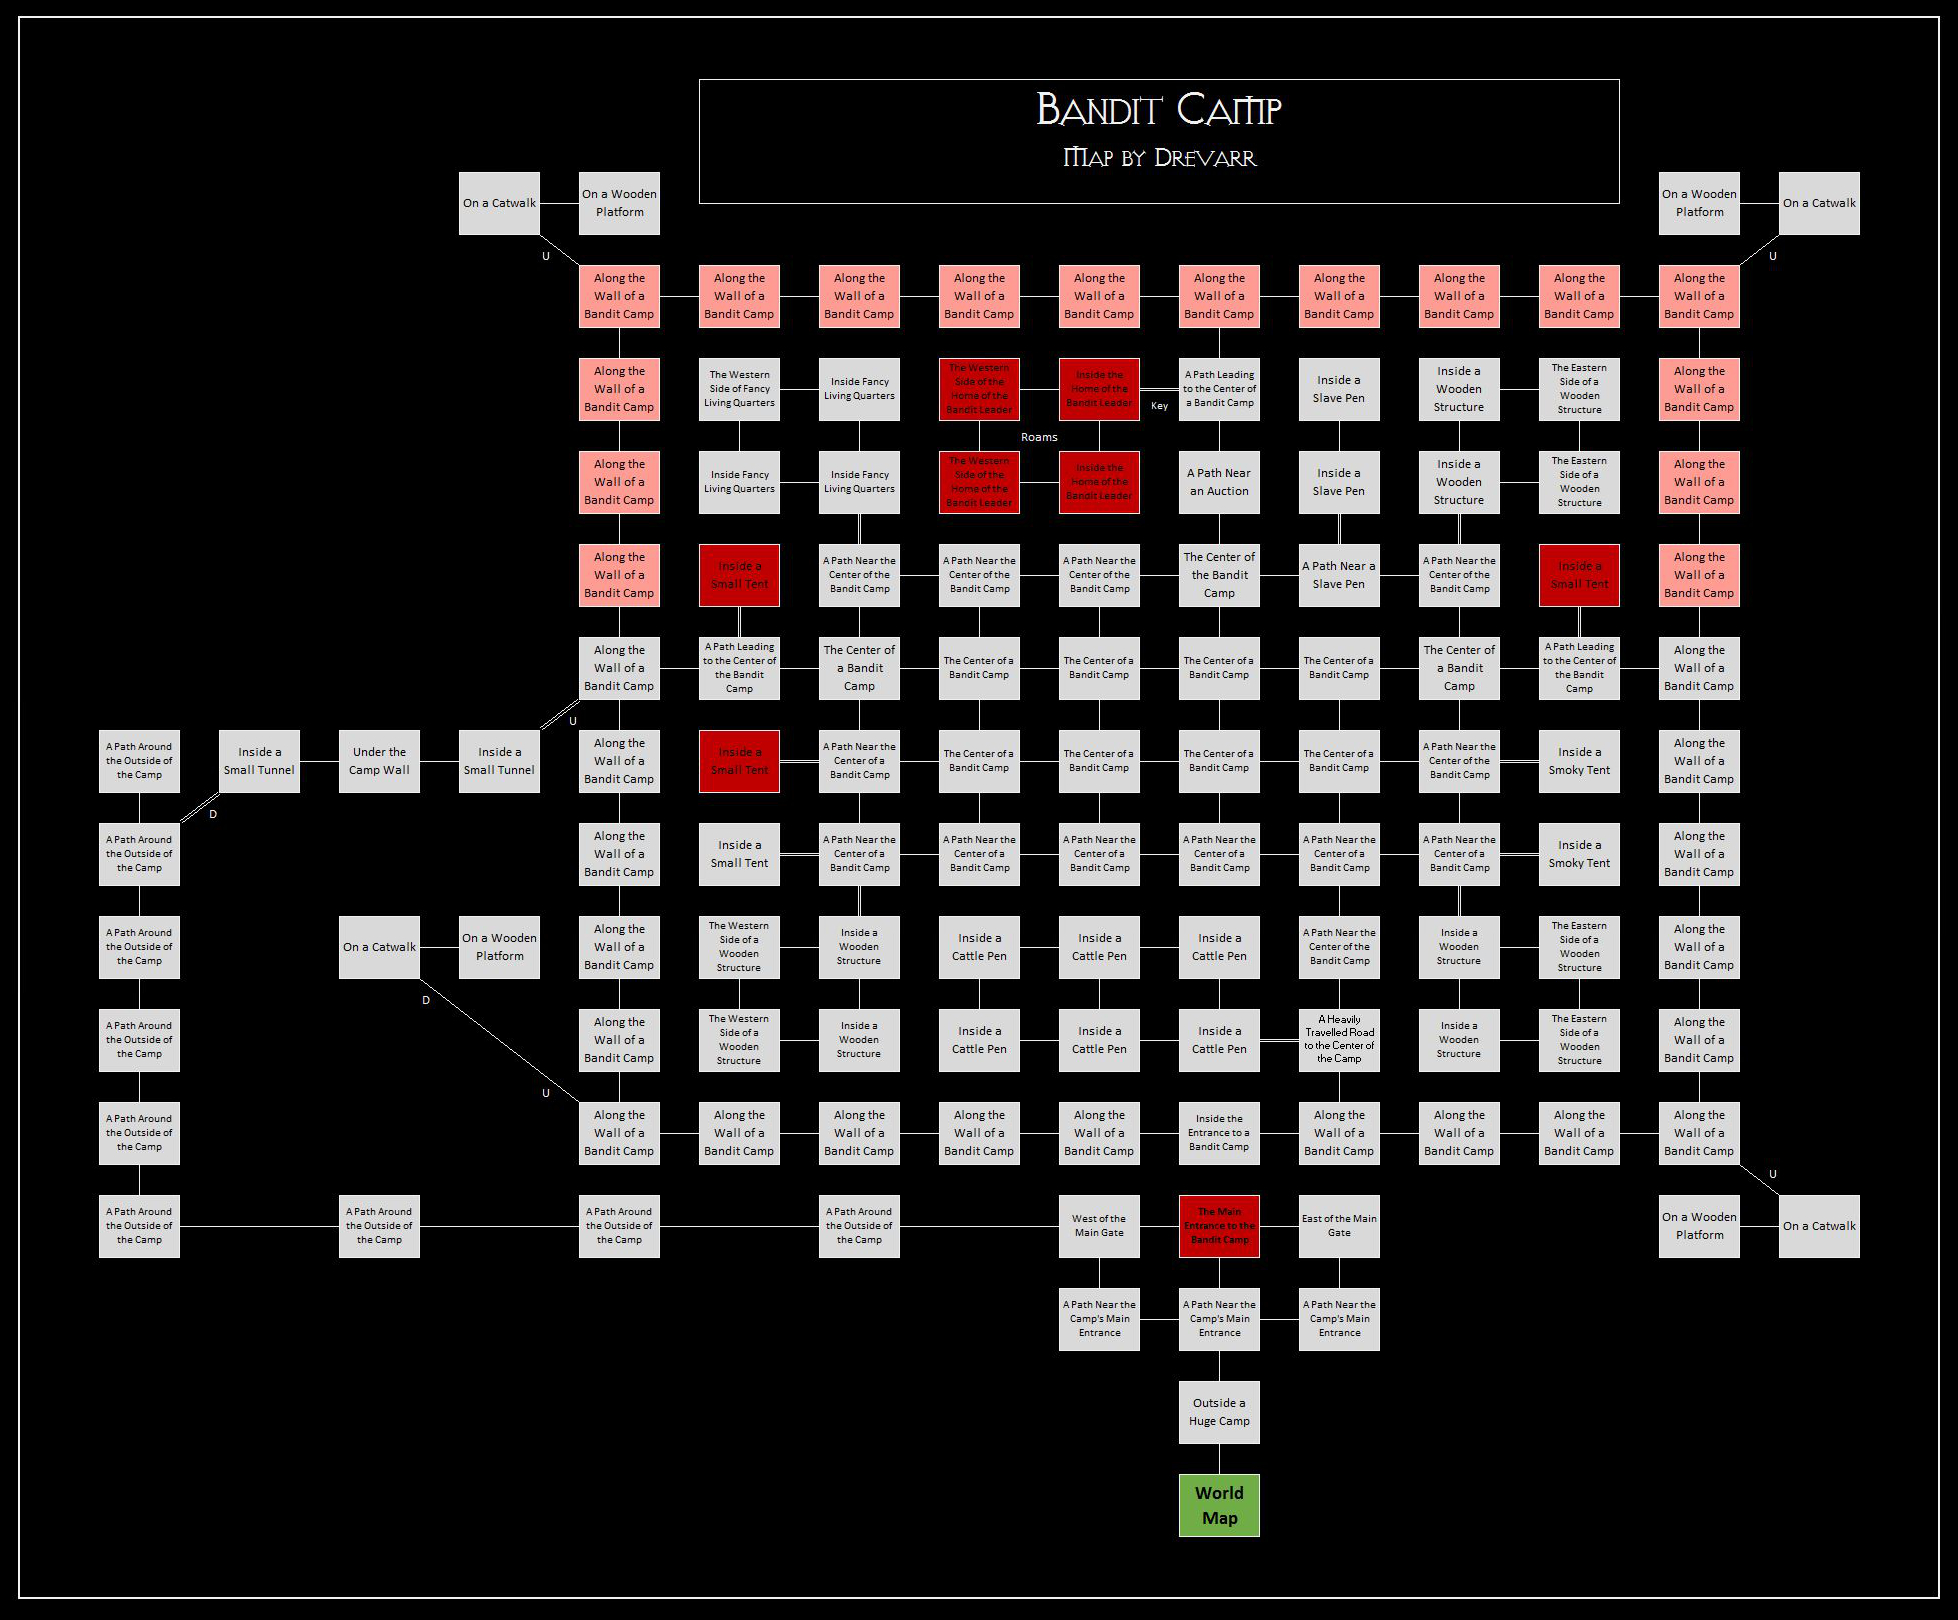 Bandit Camp
Map by Drevarr
On a Catwalk
On a Wooden
Platform
On a Wooden
Platform
On a Catwalk
U
U
Along the
Wall of a
Bandit Camp
Along the
Wall of a
Bandit Camp
Along the
Wall of a
Bandit Camp
Along the
Wall of a
Bandit Camp
Along the
Wall of a
Bandit Camp
Along the
Wall of a
Bandit Camp
Along the
Wall of a
Bandit Camp
Along the
Wall of a
Bandit Camp
Along the
Wall of a
Bandit Camp
Along the
Wall of a
Bandit Camp
Along the
Wall of a
Bandit Camp
The Western
Side of Fancy
Living Quarters
Inside Fancy
Living Quarters
The Western
Side of the
Home of the
Bandit Leader
Inside the
Home of the
Bandit Leader
Key
A Path Leading
to the Center of
a Bandit Camp
Inside a
Slave Pen
Inside a
Wooden
Structure
The Eastern
Side of a
Wooden
Structure
Along the
Wall of a
Bandit Camp
Roams
Along the
Wall of a
Bandit Camp
Inside Fancy
Living Quarters
Inside Fancy
Living Quarters
The Western
Side of the
Home of the
Bandit Leader
Inside the
Home of the
Bandit Leader
A Path Near
an Auction
Inside a
Slave Pen
Inside a
Wooden
Structure
The Eastern
Side of a
Wooden
Structure
Along the
Wall of a
Bandit Camp
Along the
Wall of a
Bandit Camp
Inside a
Small Tent
A Path Near the
Center of the
Bandit Camp
A Path Near the
Center of the
Bandit Camp
A Path Near the
Center of the
Bandit Camp
The Center of
the Bandit
Camp
A Path Near a
Slave Pen
A Path Near the
Center of the
Bandit Camp
Inside a
Small Tent
Along the
Wall of a
Bandit Camp
Along the
Wall of a
Bandit Camp
A Path Leading
to the Center of
the Bandit
Camp
The Center of
a Bandit
Camp
The Center of a
Bandit Camp
The Center of a
Bandit Camp
The Center of a
Bandit Camp
The Center of a
Bandit Camp
The Center of
a Bandit
Camp
A Path Leading
to the Center of
the Bandit
Camp
Along the
Wall of a
Bandit Camp
U
A Path Around
the Outside of
the Camp
Inside a
Small Tunnel
Under the
Camp Wall
Inside a
Small Tunnel
Along the
Wall of a
Bandit Camp
Inside a
Small Tent
A Path Near the
Center of a
Bandit Camp
The Center of a
Bandit Camp
The Center of a
Bandit Camp
The Center of a
Bandit Camp
The Center of a
Bandit Camp
A Path Near the
Center of the
Bandit Camp
Inside a
Smoky Tent
Along the
Wall of a
Bandit Camp
D
A Path Around
the Outside of
the Camp
Along the
Wall of a
Bandit Camp
Inside a
Small Tent
A Path Near the
Center of a
Bandit Camp
A Path Near the
Center of a
Bandit Camp
A Path Near the
Center of a
Bandit Camp
A Path Near the
Center of a
Bandit Camp
A Path Near the
Center of a
Bandit Camp
A Path Near the
Center of a
Bandit Camp
Inside a
Smoky Tent
Along the
Wall of a
Bandit Camp
A Path Around
the Outside of
the Camp
On a Catwalk
On a Wooden
Platform
Along the
Wall of a
Bandit Camp
The Western
Side of a
Wooden
Structure
Inside a
Wooden
Structure
Inside a
Cattle Pen
Inside a
Cattle Pen
Inside a
Cattle Pen
A Path Near the
Center of the
Bandit Camp
Inside a
Wooden
Structure
The Eastern
Side of a
Wooden
Structure
Along the
Wall of a
Bandit Camp
D
A Path Around
the Outside of
the Camp
Along the
Wall of a
Bandit Camp
The Western
Side of a
Wooden
Structure
Inside a
Wooden
Structure
Inside a
Cattle Pen
Inside a
Cattle Pen
Inside a
Cattle Pen
A Heavily
Travelled Road
to the Center of
the Camp
Inside a
Wooden
Structure
The Eastern
Side of a
Wooden
Structure
Along the
Wall of a
Bandit Camp
U
A Path Around
the Outside of
the Camp
Along the
Wall of a
Bandit Camp
Along the
Wall of a
Bandit Camp
Along the
Wall of a
Bandit Camp
Along the
Wall of a
Bandit Camp
Along the
Wall of a
Bandit Camp
Inside the
Entrance to a
Bandit Camp
Along the
Wall of a
Bandit Camp
Along the
Wall of a
Bandit Camp
Along the
Wall of a
Bandit Camp
Along the
Wall of a
Bandit Camp
U
A Path Around
the Outside of
the Camp
A Path Around
the Outside of
the Camp
A Path Around
the Outside of
the Camp
A Path Around
the Outside of
the Camp
West of the
Main Gate
The Main
Entrance to the
Bandit Camp
East of the Main
Gate
On a Wooden
Platform
On a Catwalk
A Path Near the
Camp's Main
Entrance
A Path Near the
Camp's Main
Entrance
A Path Near the
Camp's Main
Entrance
Outside a
Huge Camp
World
Map